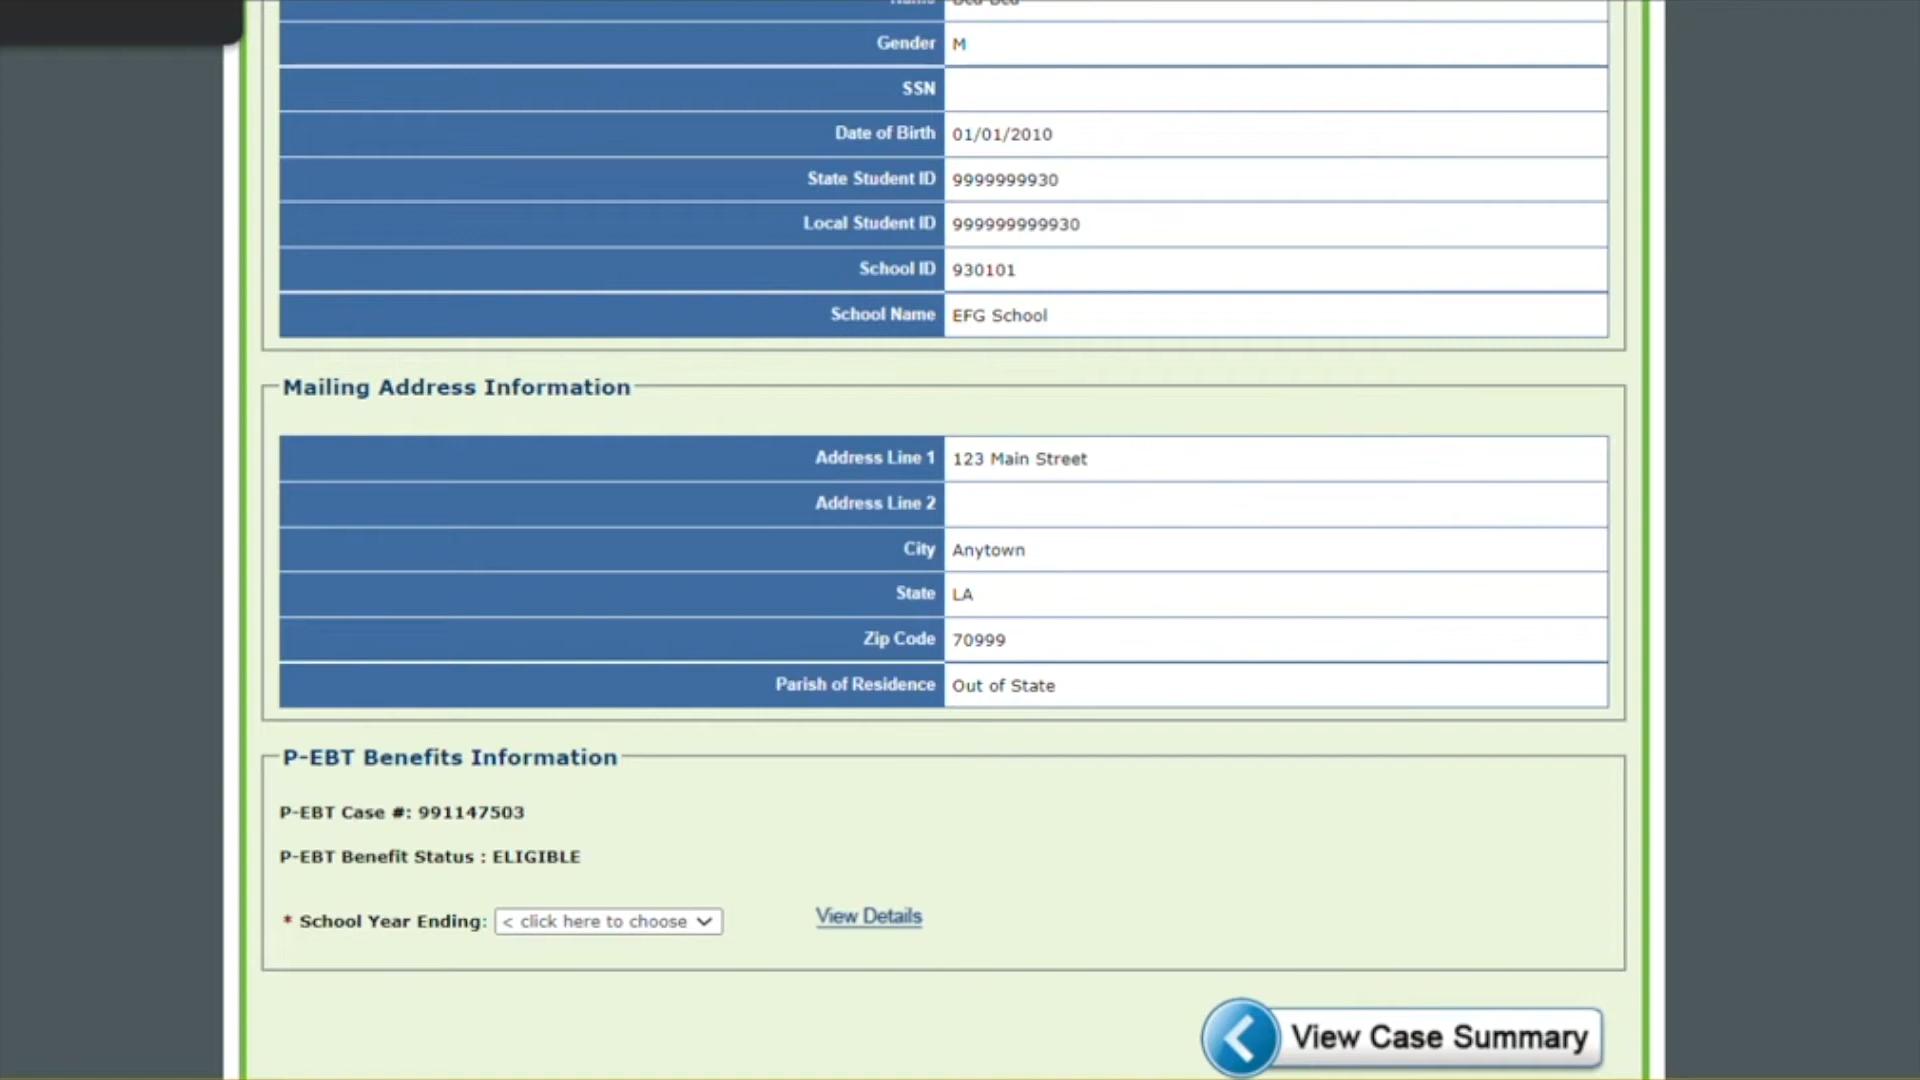 Gender M
SSN
Date of Birth 01/01/2010
State Student ID 9999999930
Local Student ID 999999999930
School ID 930101
School Name EFG School
Mailing Address Information
Address Line 1 123 Main Street
Address Line 2
City Anytown
State LA
Zip Code 70999
Parish of Residence Out of State
P-EBT Benefits Information
P-EBT Case #: 991147503
P-EBT Benefit Status : ELIGIBLE
* School Year Ending: < click here to choose View Details
View Case Summary